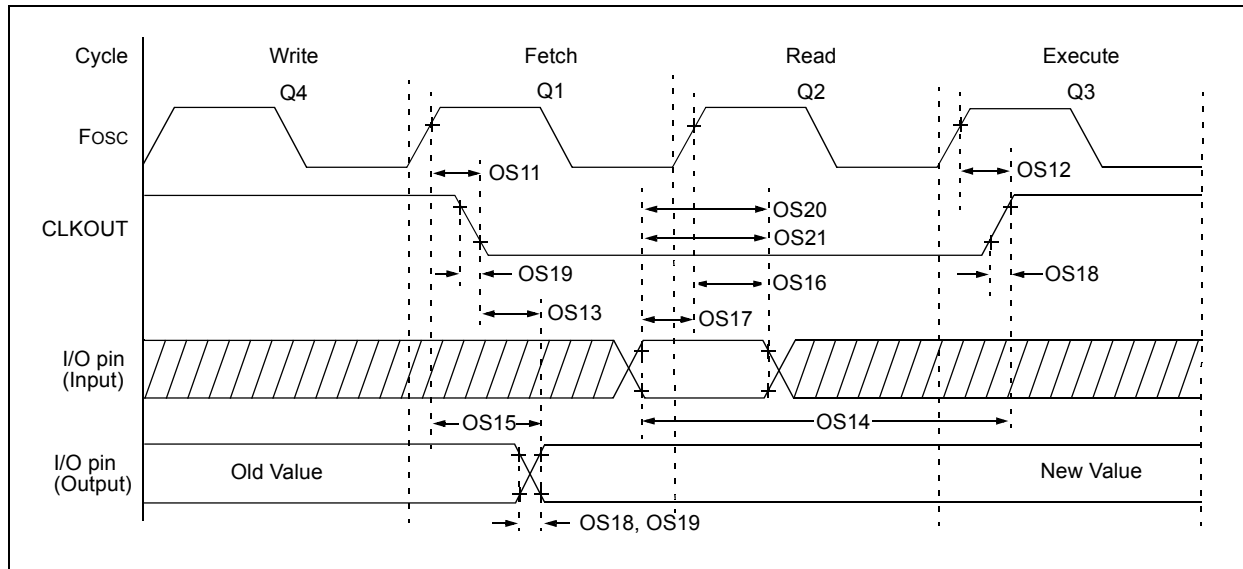 Cycle Write Fetch Read Execute
Q4 Q1 Q2 Q3
FOSC
OS11 OS12
OS20
CLKOUT
OS21
OS19 OS16 OS18
OS13 OS17
I/O pin
(Input)
OS15 OS14
I/O pin
(Output)
Old Value New Value
OS18, OS19